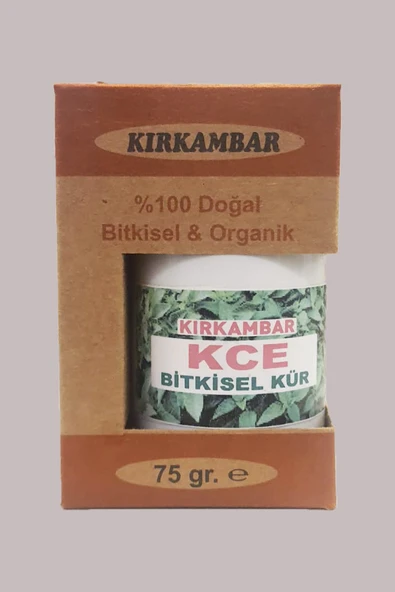 KIRKAMBAR
%100 Doğal
Bitkisel & Organik
KIRKAMBAR
KCE
BİTKİSEL KÜR
75 gr. ℮